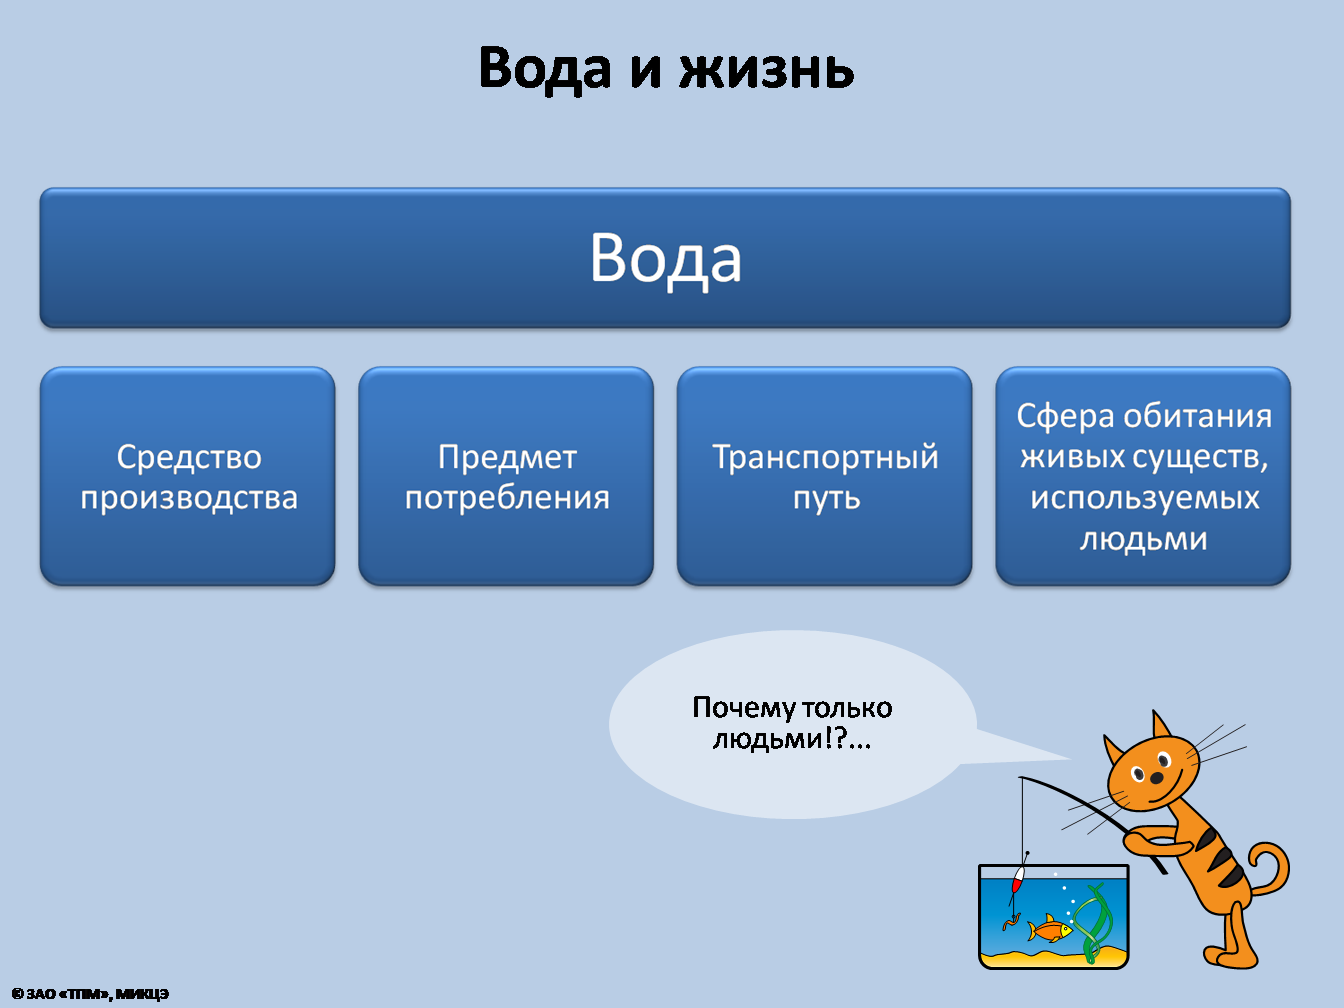 Вода и жизнь
Вода
Средство
производства
Предмет
потребления
Транспортный
путь
Сфера обитания
живых существ,
используемых
людьми
Почему только
людьми!?...
© ЗАО «ТПМ», МИКЦЭ